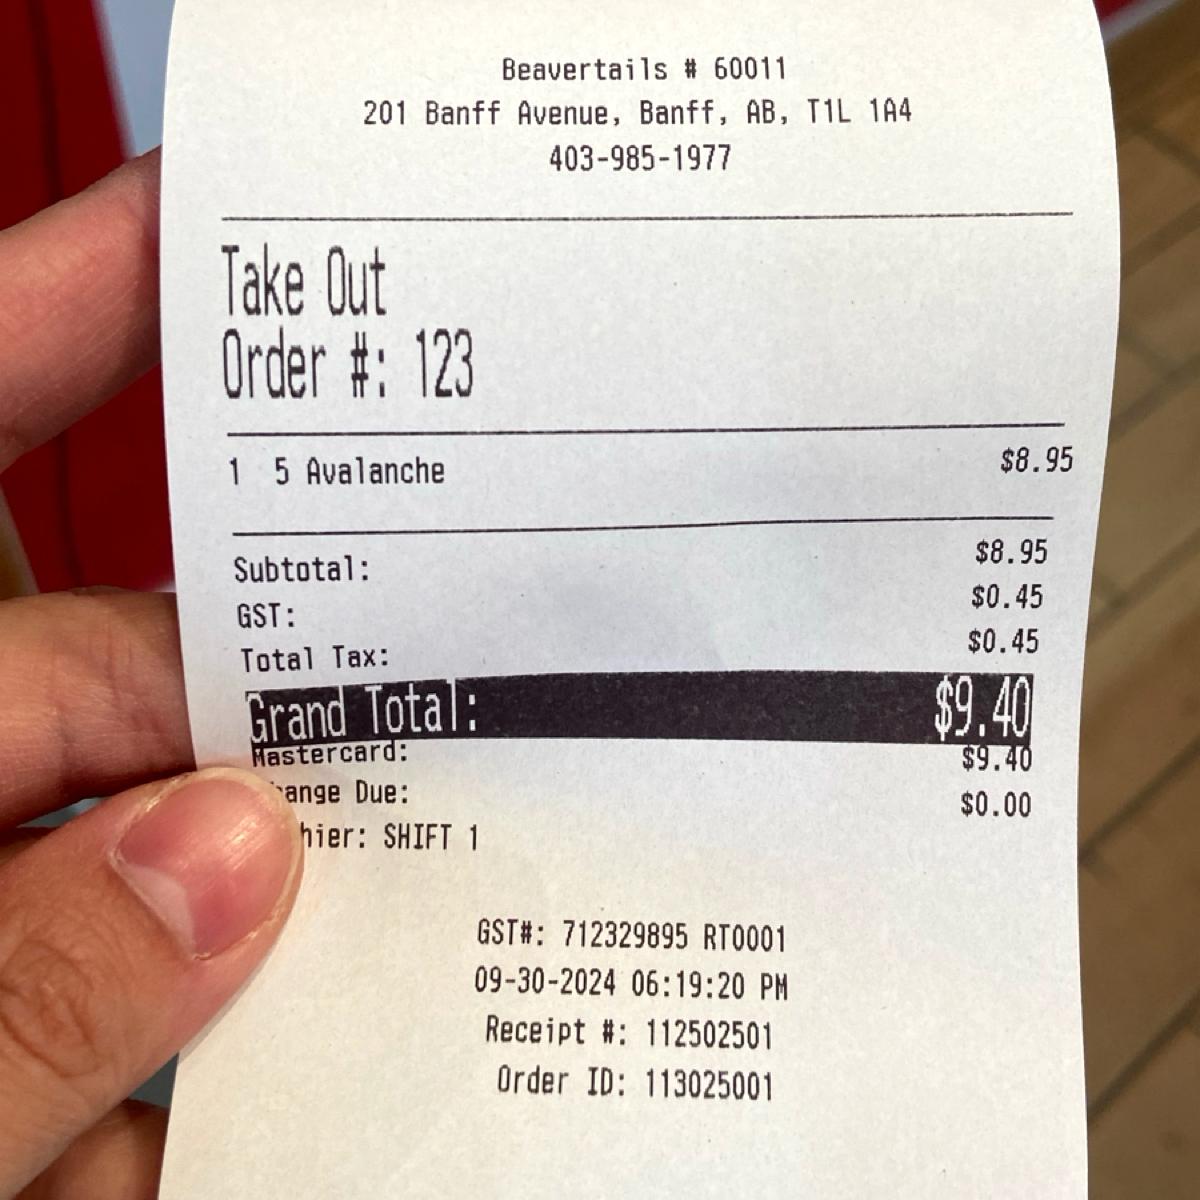 Beavertails # 60011
201 Banff Avenue, Banff, AB, T1L 1A4
403-985-1977
Take Out
Order #: 123
1 5 Avalanche $8.95
Subtotal: $8.95
GST: $0.45
Total Tax: $0.45
Grand Total: $9.40
Mastercard: $9.40
ange Due: $0.00
hier: SHIFT 1
GST#: 712329895 RT0001
09-30-2024 06:19:20 PM
Receipt #: 112502501
Order ID: 113025001